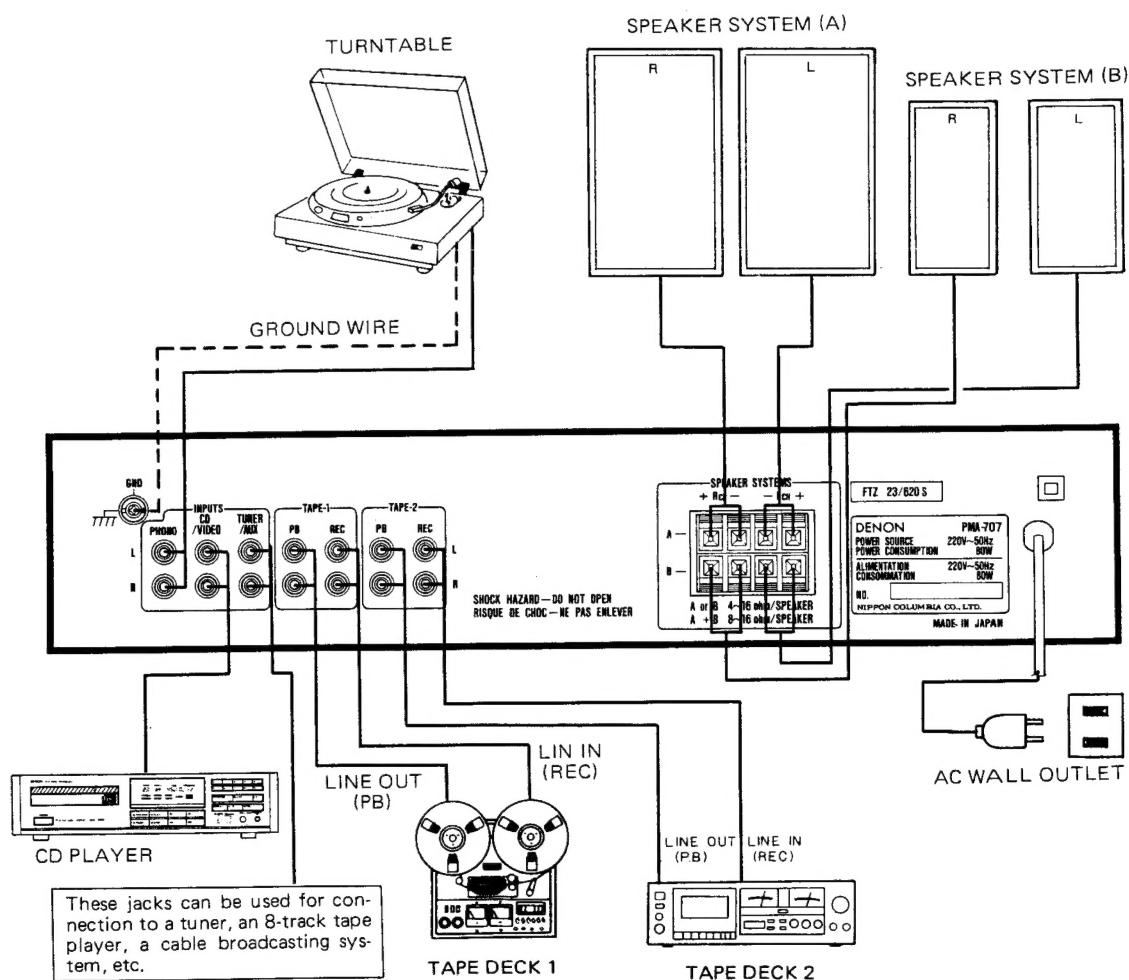 SPEAKER SYSTEM (A)
TURNTABLE
R
L
SPEAKER SYSTEM (B)
R
L
GROUND WIRE
GND
INPUTS
PHONO
CD
/VIDEO
TUNER
/AUX
TAPE-1
PB
REC
TAPE-2
PB
REC
L
R
L
R
SPEAKER SYSTEMS
+ RCH −
− LCH +
A —
B —
A or B 4~16 ohm/SPEAKER
A + B 8~16 ohm/SPEAKER
SHOCK HAZARD — DO NOT OPEN
RISQUE DE CHOC — NE PAS ENLEVER
FTZ 23/620 S
DENON PMA-707
POWER SOURCE 220V~50Hz
POWER CONSUMPTION 80W
ALIMENTATION 220V~50Hz
CONSOMMATION 80W
NO.
NIPPON COLUMBIA CO., LTD.
MADE IN JAPAN
CD PLAYER
LINE OUT
(PB)
LIN IN
(REC)
LINE OUT
(PB)
LINE IN
(REC)
AC WALL OUTLET
These jacks can be used for con-
nection to a tuner, an 8-track tape
player, a cable broadcasting sys-
tem, etc.
TAPE DECK 1
TAPE DECK 2